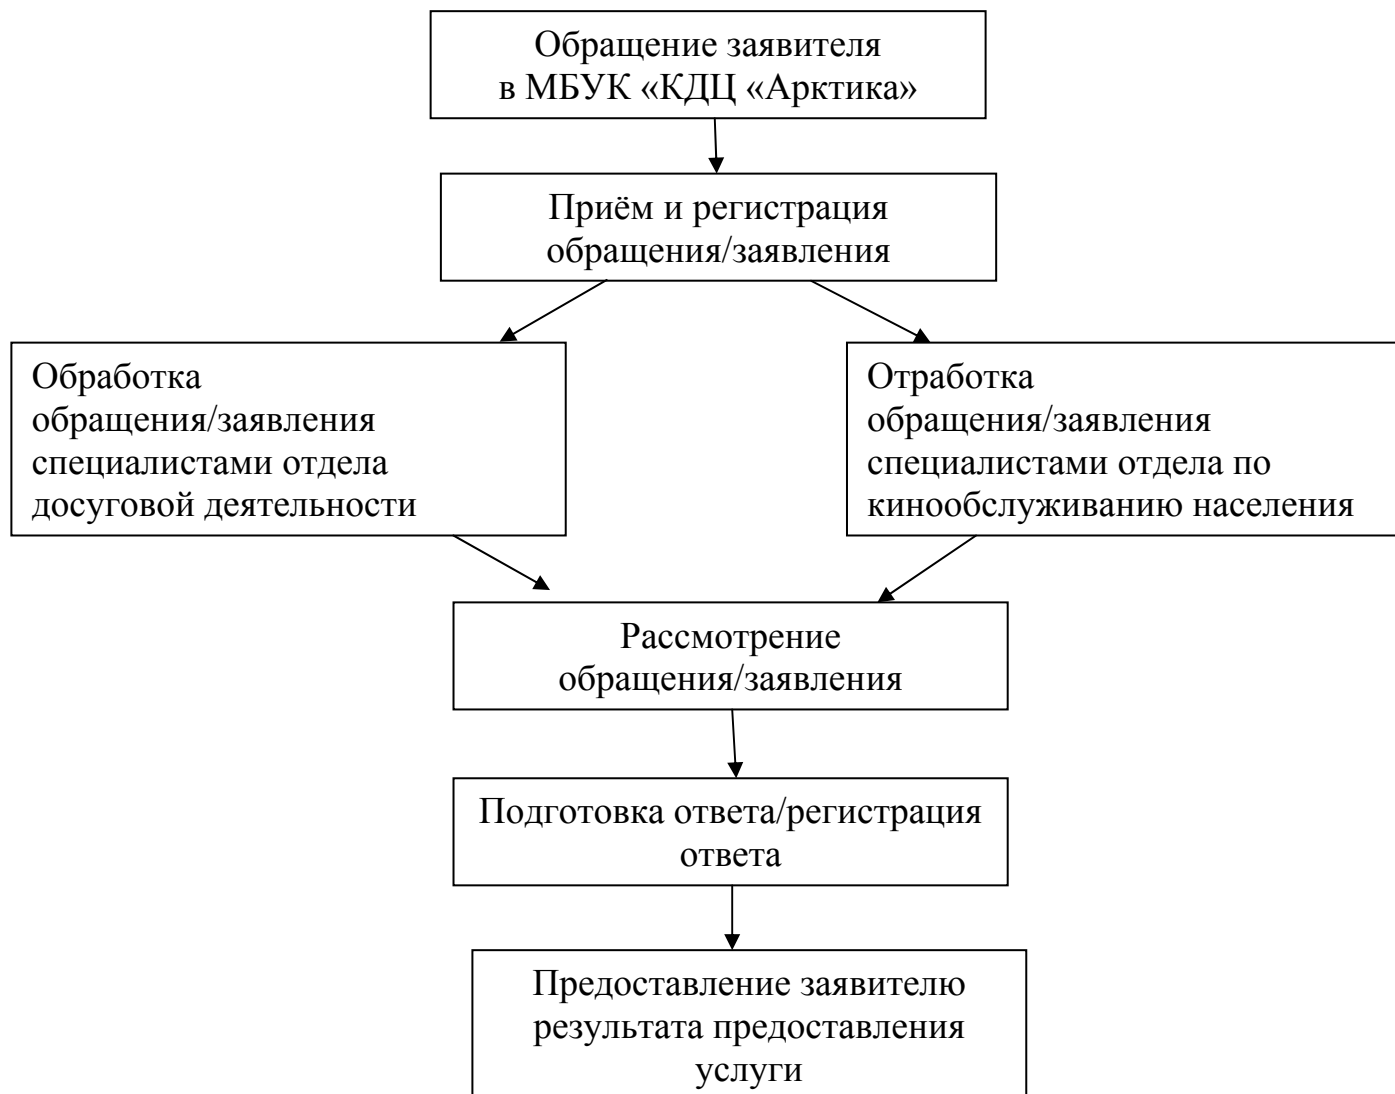 Обращение заявителя
в МБУК «КДЦ «Арктика»
Приём и регистрация
обращения/заявления
Обработка
обращения/заявления
специалистами отдела
досуговой деятельности
Отработка
обращения/заявления
специалистами отдела по
кинообслуживанию населения
Рассмотрение
обращения/заявления
Подготовка ответа/регистрация
ответа
Предоставление заявителю
результата предоставления
услуги